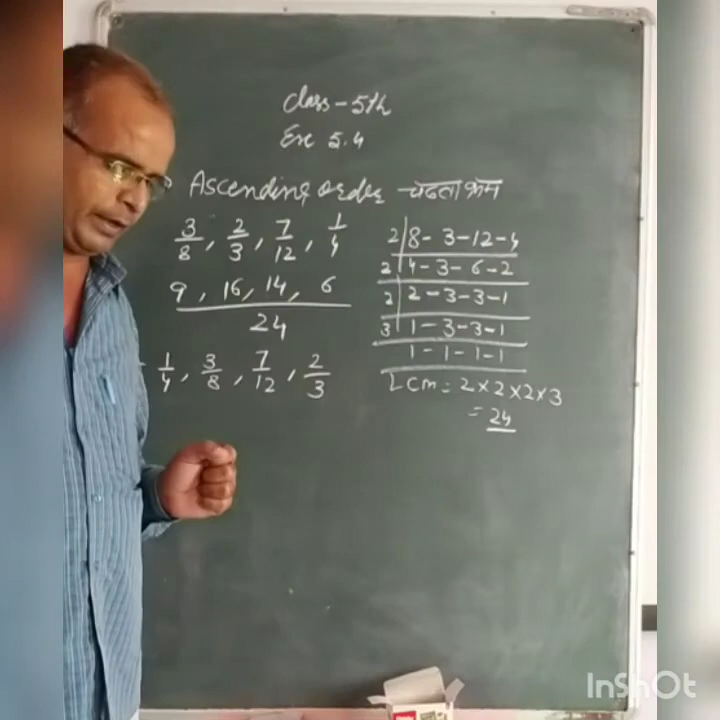 Class - 5th
Exe 5.4
Ascending order चढता क्रम
3/8, 2/3, 7/12, 1/4
9, 16, 14, 6
24
1/4, 3/8, 7/12, 2/3
2 | 8 - 3 - 12 - 4
2 | 4 - 3 - 6 - 2
2 | 2 - 3 - 3 - 1
3 | 1 - 3 - 3 - 1
1 - 1 - 1 - 1
LCM = 2 × 2 × 2 × 3
= 24
InShOt